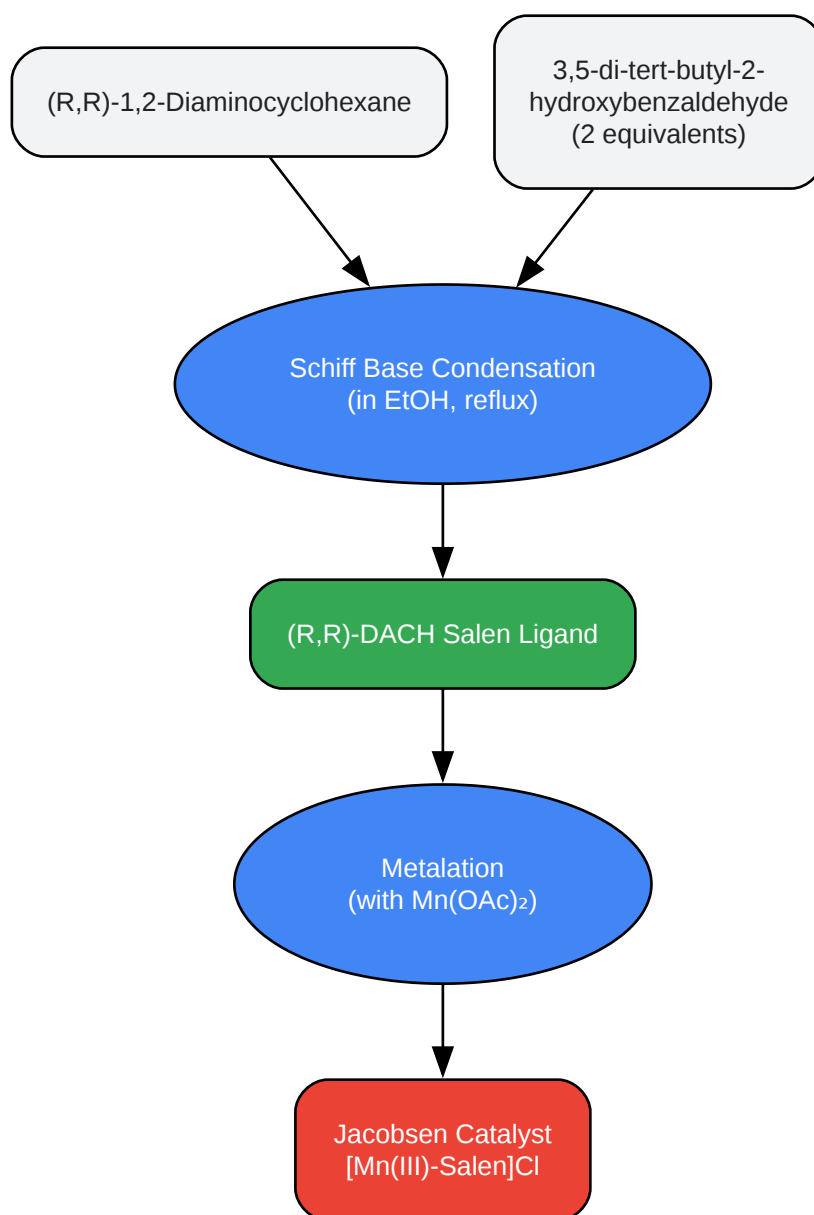 (R,R)-1,2-Diaminocyclohexane
3,5-di-tert-butyl-2-
hydroxybenzaldehyde
(2 equivalents)
Schiff Base Condensation
(in EtOH, reflux)
(R,R)-DACH Salen Ligand
Metalation
(with Mn(OAc)₂)
Jacobsen Catalyst
[Mn(III)-Salen]Cl